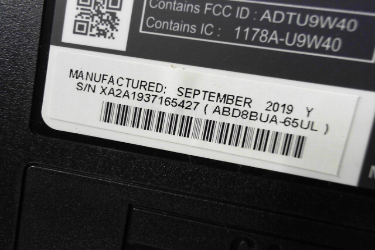 Contains FCC ID : ADTU9W40
Contains IC : 1178A-U9W40
MANUFACTURED: SEPTEMBER 2019 Y
S/N XA2A1937165427 ( ABD8BUA-65UL )